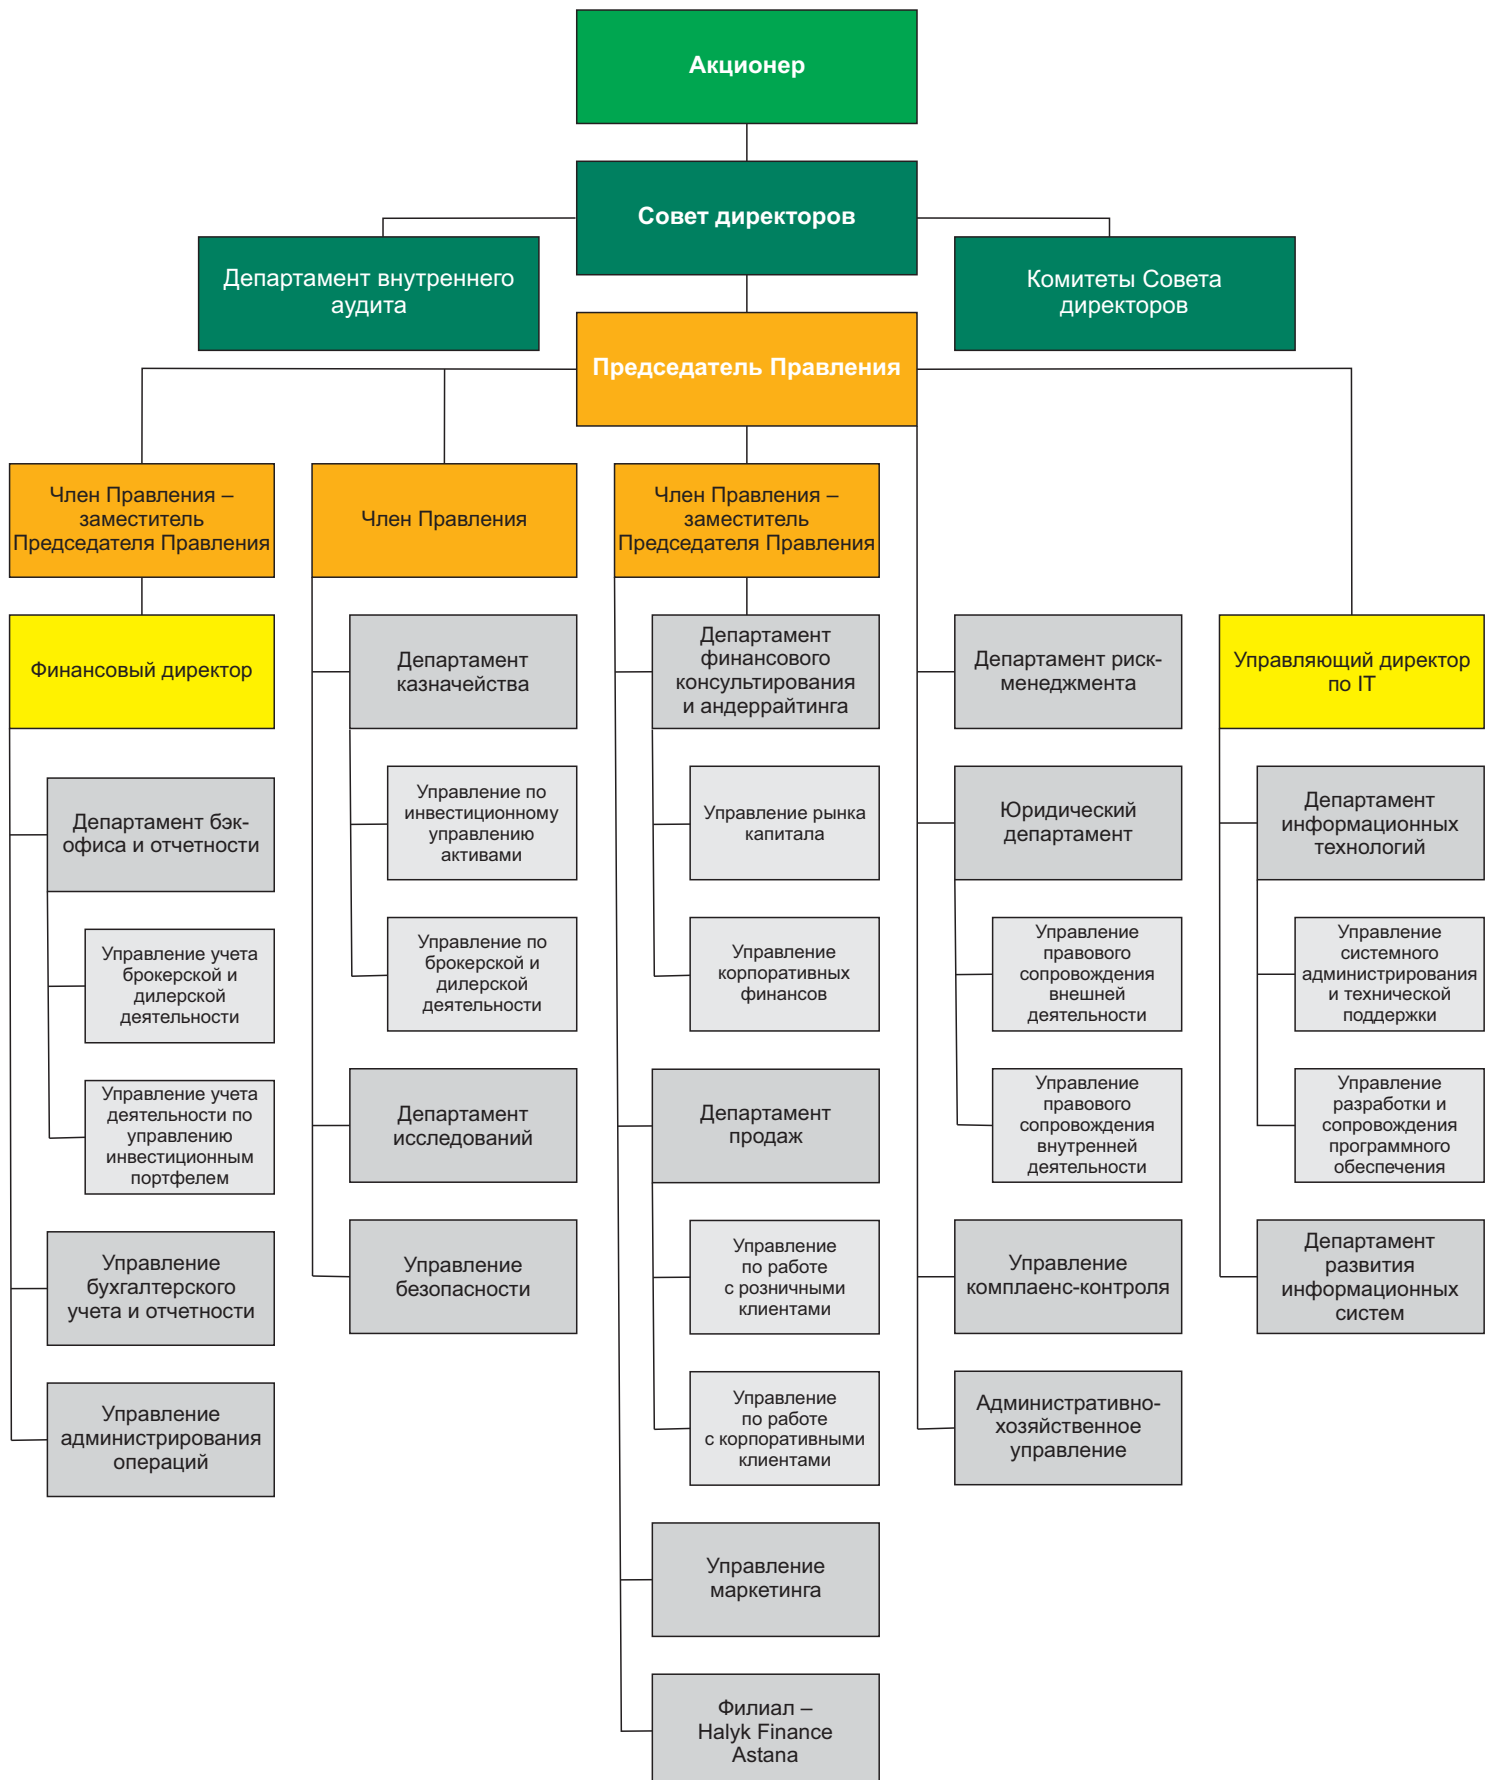 Акционер
Совет директоров
Департамент внутреннего
аудита
Комитеты Совета
директоров
Председатель Правления
Член Правления –
заместитель
Председателя Правления
Член Правления
Член Правления –
заместитель
Председателя Правления
Финансовый директор
Департамент
казначейства
Департамент
финансового
консультирования
и андеррайтинга
Департамент риск-
менеджмента
Управляющий директор
по IT
Департамент бэк-
офиса и отчетности
Управление по
инвестиционному
управлению
активами
Управление рынка
капитала
Юридический
департамент
Департамент
информационных
технологий
Управление учета
брокерской и
дилерской
деятельности
Управление по
брокерской и
дилерской
деятельности
Управление
корпоративных
финансов
Управление
правового
сопровождения
внешней
деятельности
Управление
системного
администрирования
и технической
поддержки
Управление учета
деятельности по
управлению
инвестиционным
портфелем
Департамент
исследований
Департамент
продаж
Управление
правового
сопровождения
внутренней
деятельности
Управление
разработки и
сопровождения
программного
обеспечения
Управление
бухгалтерского
учета и отчетности
Управление
безопасности
Управление
по работе
с розничными
клиентами
Управление
комплаенс-контроля
Департамент
развития
информационных
систем
Управление
администрирования
операций
Управление
по работе
с корпоративными
клиентами
Административно-
хозяйственное
управление
Управление
маркетинга
Филиал –
Halyk Finance
Astana